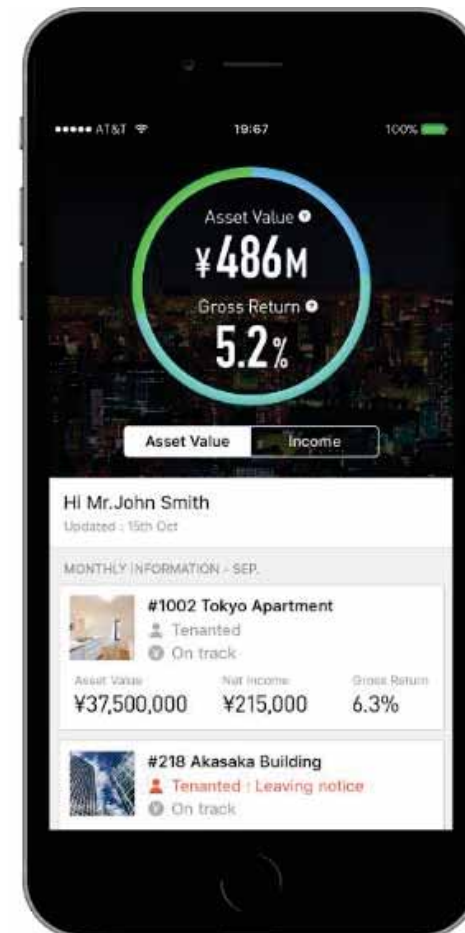 AT&T 19:67 100%
Asset Value ?
¥486M
Gross Return ?
5.2%
Asset Value Income
Hi Mr.John Smith
Updated : 15th Oct
MONTHLY INFORMATION - SEP.
#1002 Tokyo Apartment
Tenanted
¥ On track
Asset Value Net Income Gross Return
¥37,500,000 ¥215,000 6.3%
#218 Akasaka Building
Tenanted : Leaving notice
¥ On track